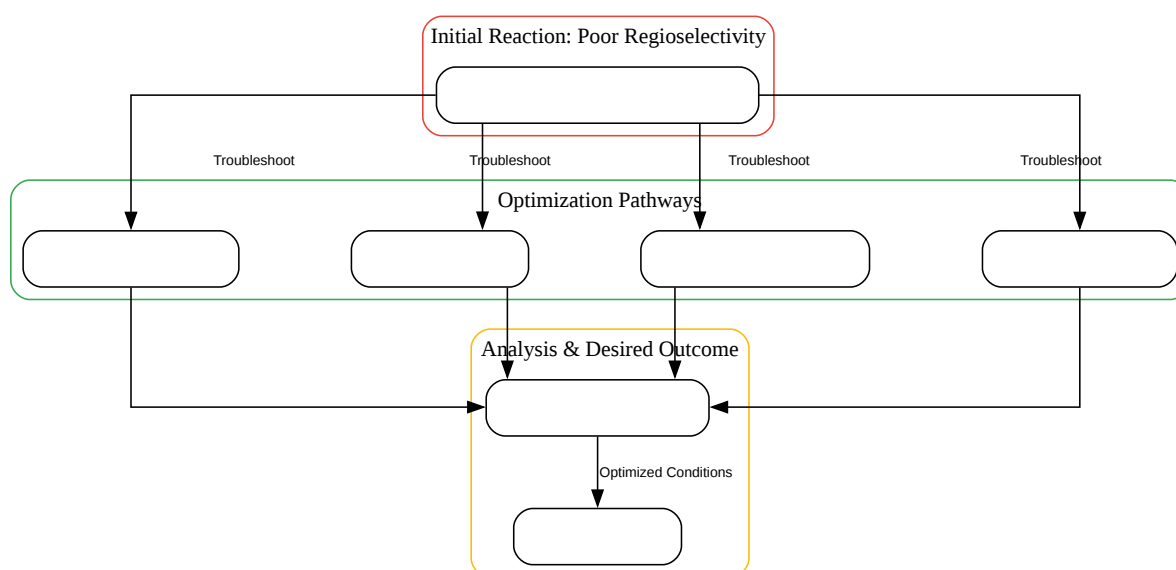 Initial Reaction: Poor Regioselectivity
Troubleshoot
Troubleshoot
Troubleshoot
Troubleshoot
Optimization Pathways
Analysis & Desired Outcome
Optimized Conditions